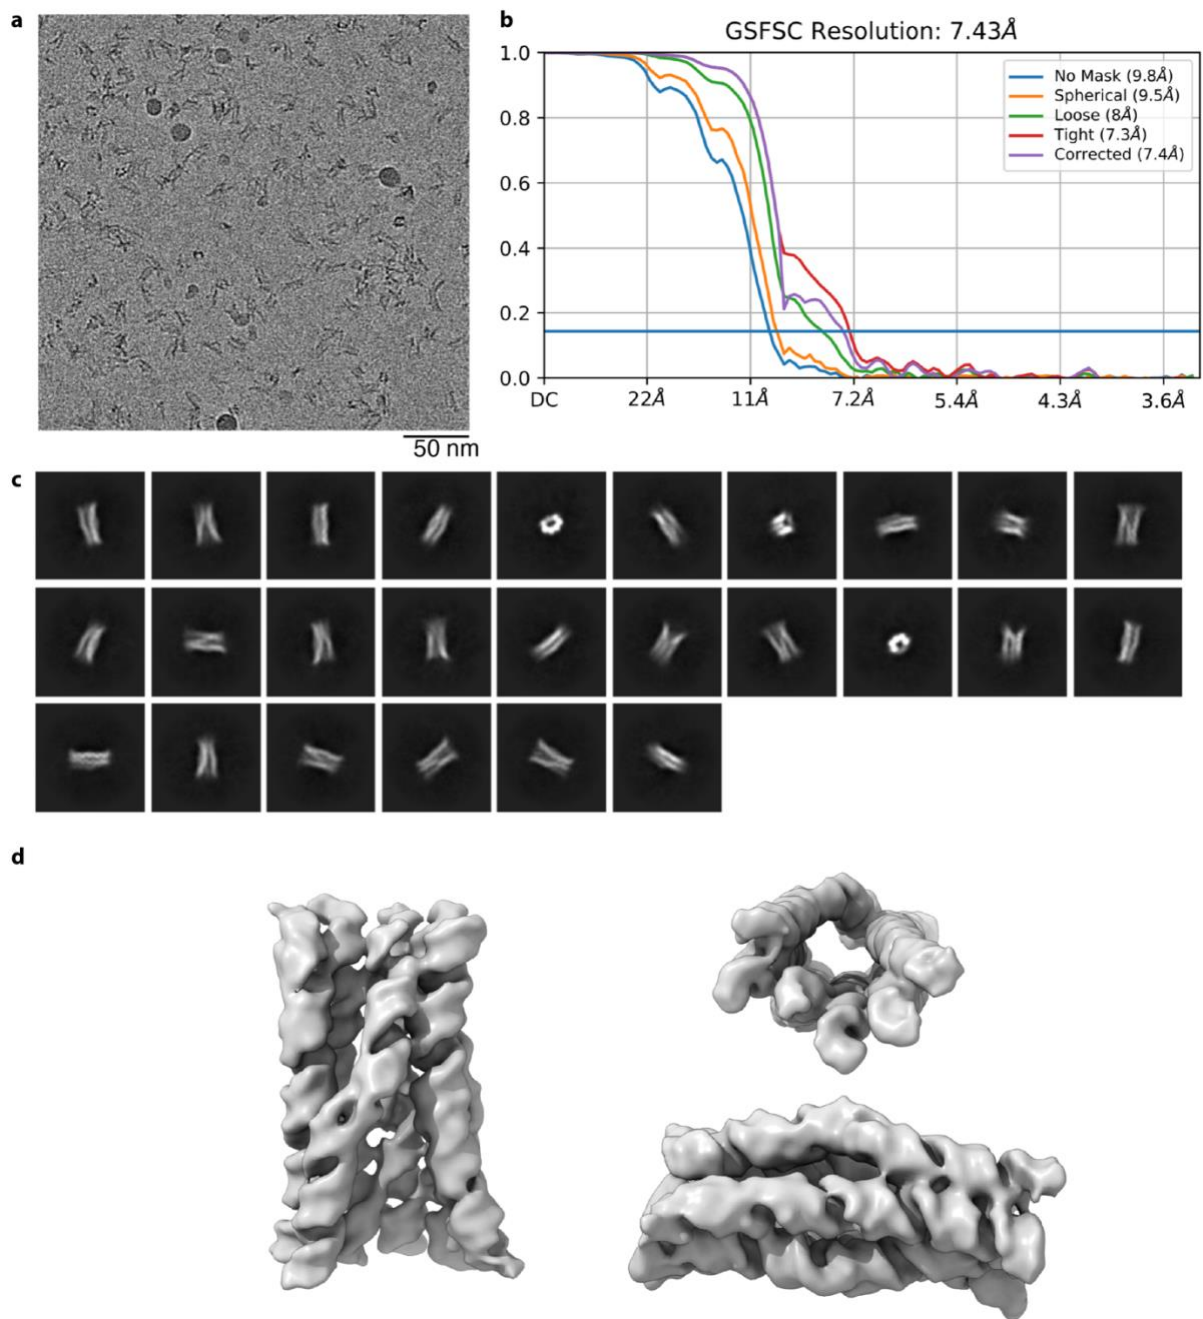 a
50 nm
b
GSFSC Resolution: 7.43Å
1.0
0.8
0.6
0.4
0.2
0.0
No Mask (9.8Å)
Spherical (9.5Å)
Loose (8Å)
Tight (7.3Å)
Corrected (7.4Å)
DC 22Å 11Å 7.2Å 5.4Å 4.3Å 3.6Å
c
d